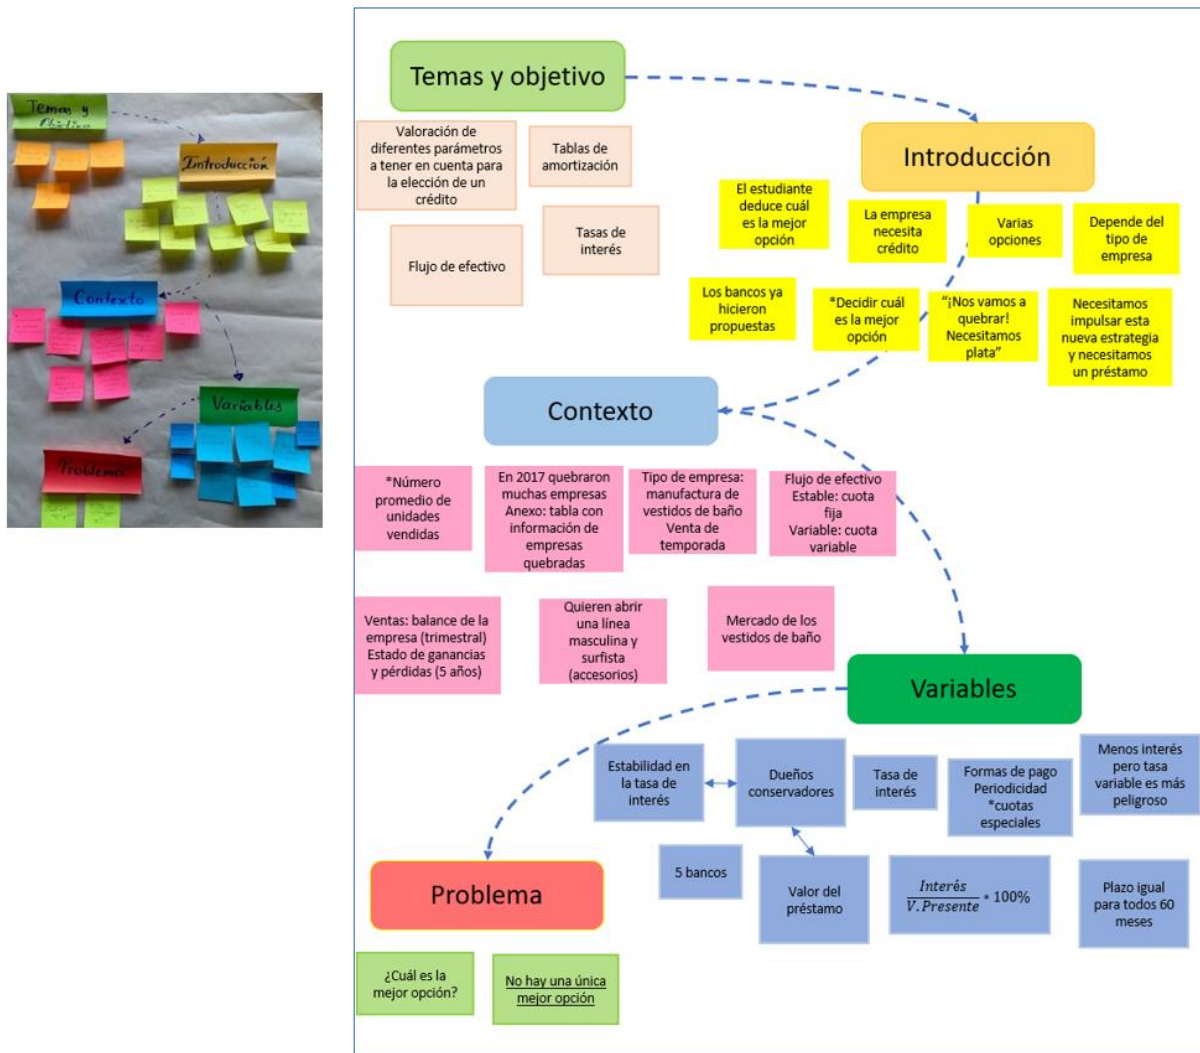 Temas y
Objetivo
Introducción
Contexto
Variables
Problema
Temas y objetivo
Valoración de
diferentes parámetros
a tener en cuenta para
la elección de un
crédito
Tablas de
amortización
Flujo de efectivo
Tasas de
interés
Introducción
El estudiante
deduce cuál
es la mejor
opción
La empresa
necesita
crédito
Varias
opciones
Depende del
tipo de
empresa
Los bancos ya
hicieron
propuestas
*Decidir cuál
es la mejor
opción
"¡Nos vamos a
quebrar!
Necesitamos
plata"
Necesitamos
impulsar esta
nueva estrategia
y necesitamos
un préstamo
Contexto
*Número
promedio de
unidades
vendidas
En 2017 quebraron
muchas empresas
Anexo: tabla con
información de
empresas
quebradas
Tipo de empresa:
manufactura de
vestidos de baño
Venta de
temporada
Flujo de efectivo
Estable: cuota
fija
Variable: cuota
variable
Ventas: balance de la
empresa (trimestral)
Estado de ganancias
y pérdidas (5 años)
Quieren abrir
una línea
masculina y
surfista
(accesorios)
Mercado de los
vestidos de baño
Variables
Estabilidad en
la tasa de
interés
Dueños
conservadores
Tasa de
interés
Formas de pago
Periodicidad
*cuotas
especiales
Menos interés
pero tasa
variable es más
peligroso
5 bancos
Valor del
préstamo
Interés
V.Presente * 100%
Plazo igual
para todos 60
meses
Problema
¿Cuál es la
mejor opción?
No hay una única
mejor opción